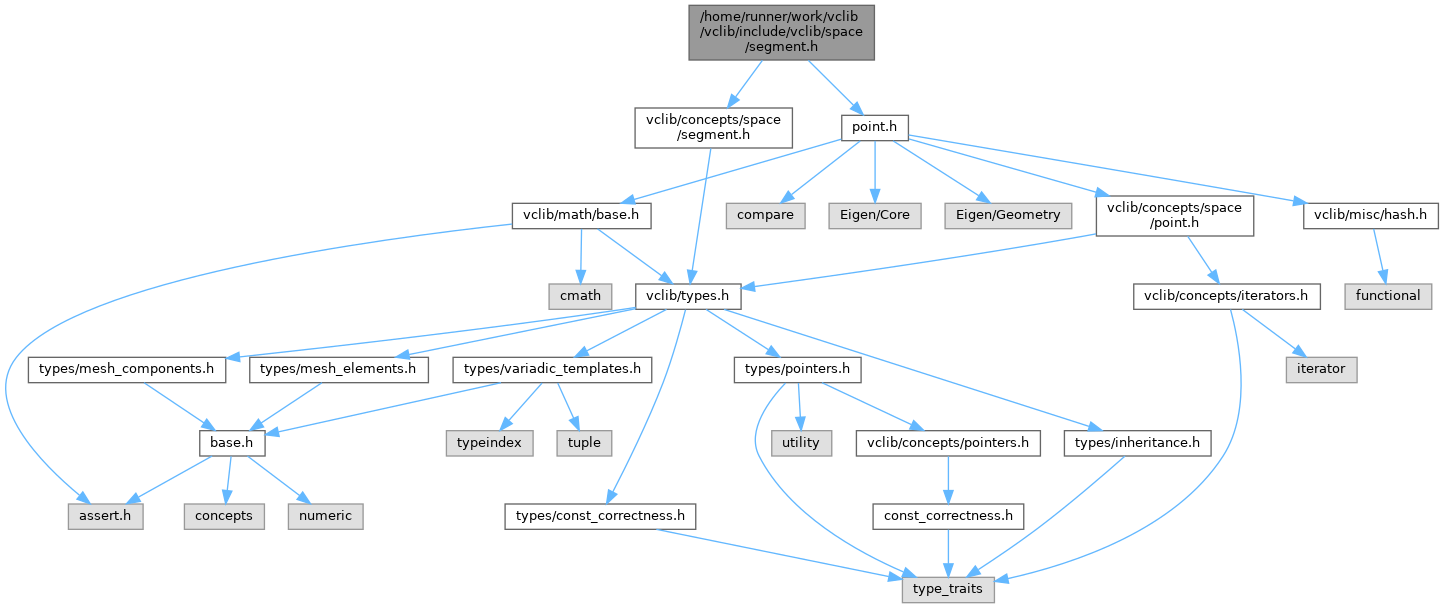 /home/runner/work/vclib
/vclib/include/vclib/space
/segment.h
vclib/concepts/space
/segment.h
point.h
vclib/math/base.h
compare
Eigen/Core
Eigen/Geometry
vclib/concepts/space
/point.h
vclib/misc/hash.h
cmath
vclib/types.h
vclib/concepts/iterators.h
functional
types/mesh_components.h
types/mesh_elements.h
types/variadic_templates.h
types/pointers.h
iterator
base.h
typeindex
tuple
utility
vclib/concepts/pointers.h
types/inheritance.h
assert.h
concepts
numeric
types/const_correctness.h
const_correctness.h
type_traits